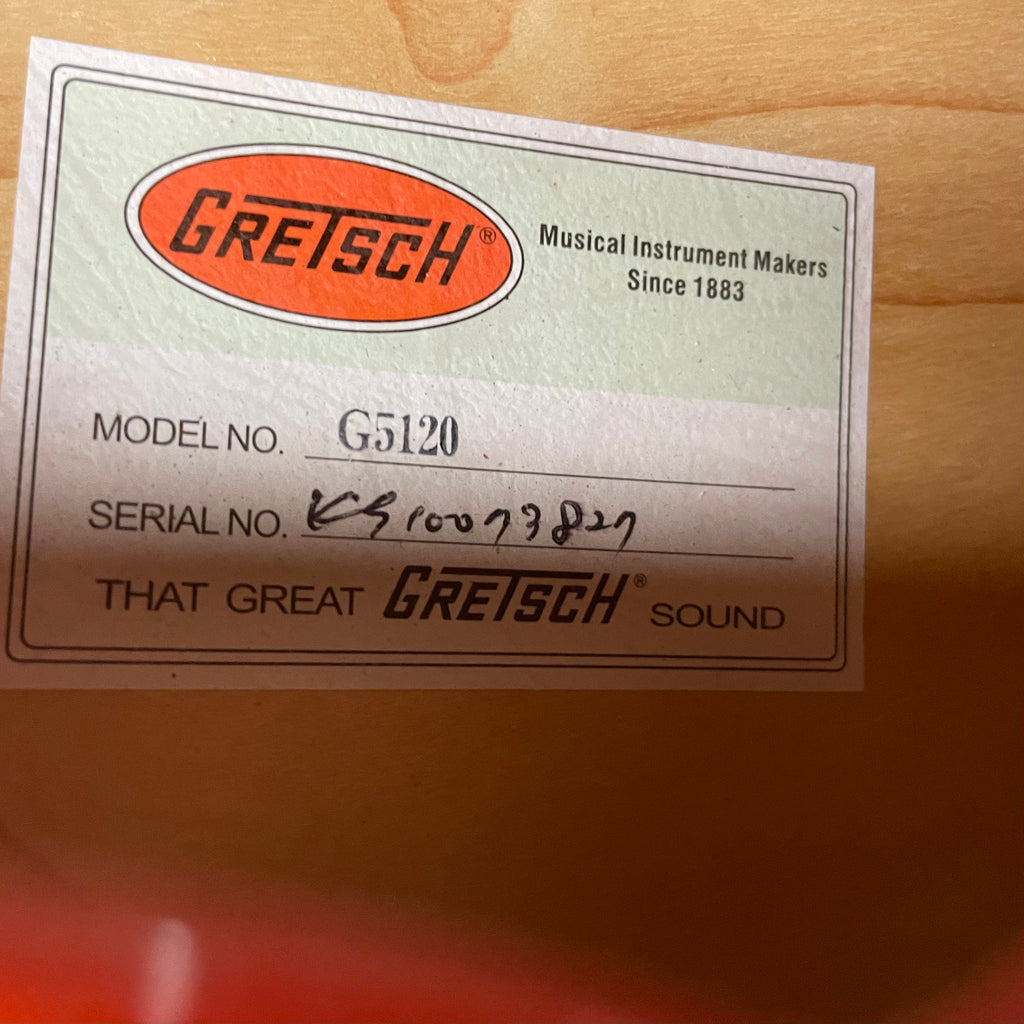 GRETSCH®
Musical Instrument Makers
Since 1883
MODEL NO. G5120
SERIAL NO. KS10073827
THAT GREAT GRETSCH® SOUND